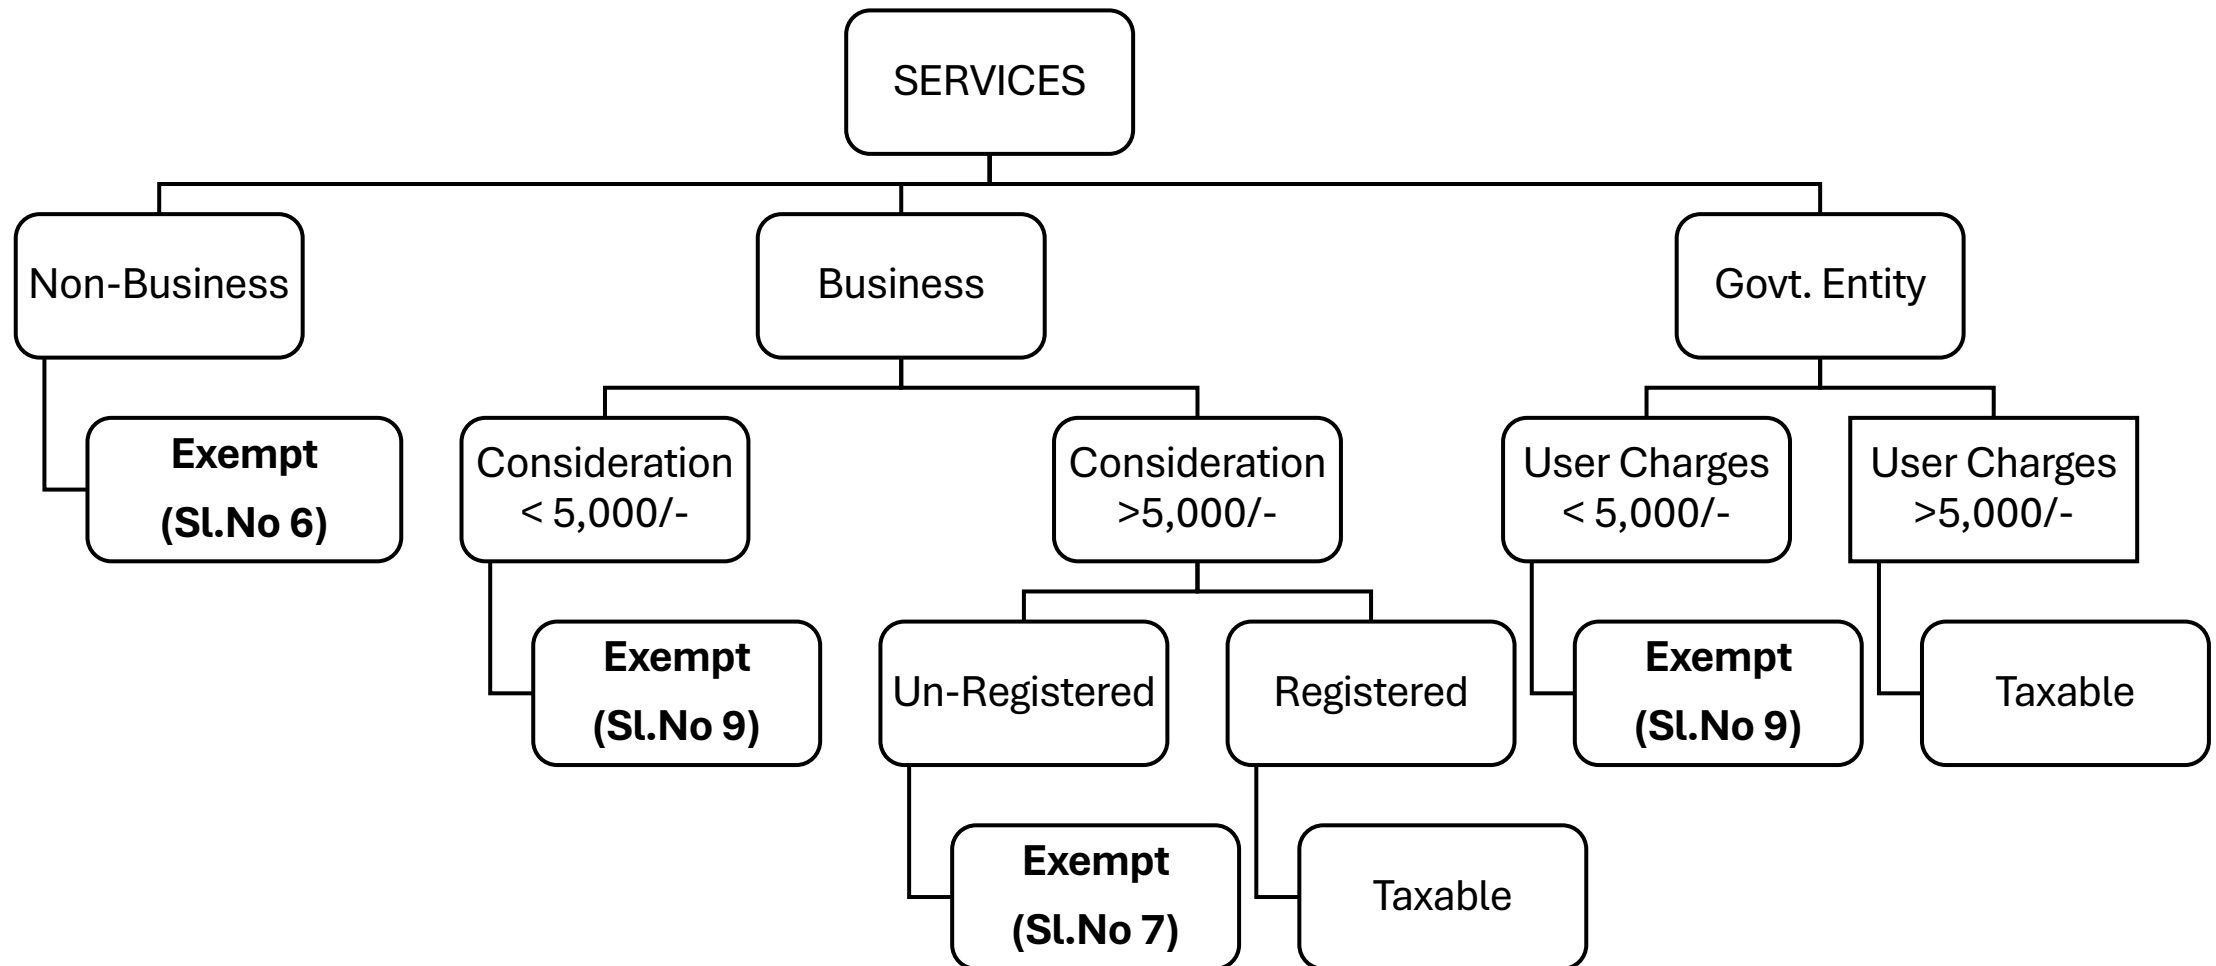 SERVICES
Non-Business
Business
Govt. Entity
Exempt
(Sl.No 6)
Consideration
< 5,000/-
Consideration
>5,000/-
User Charges
< 5,000/-
User Charges
>5,000/-
Exempt
(Sl.No 9)
Un-Registered
Registered
Exempt
(Sl.No 9)
Taxable
Exempt
(Sl.No 7)
Taxable